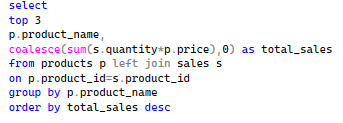 select
top 3
p.product_name,
coalesce(sum(s.quantity*p.price),0) as total_sales
from products p left join sales s
on p.product_id=s.product_id
group by p.product_name
order by total_sales desc